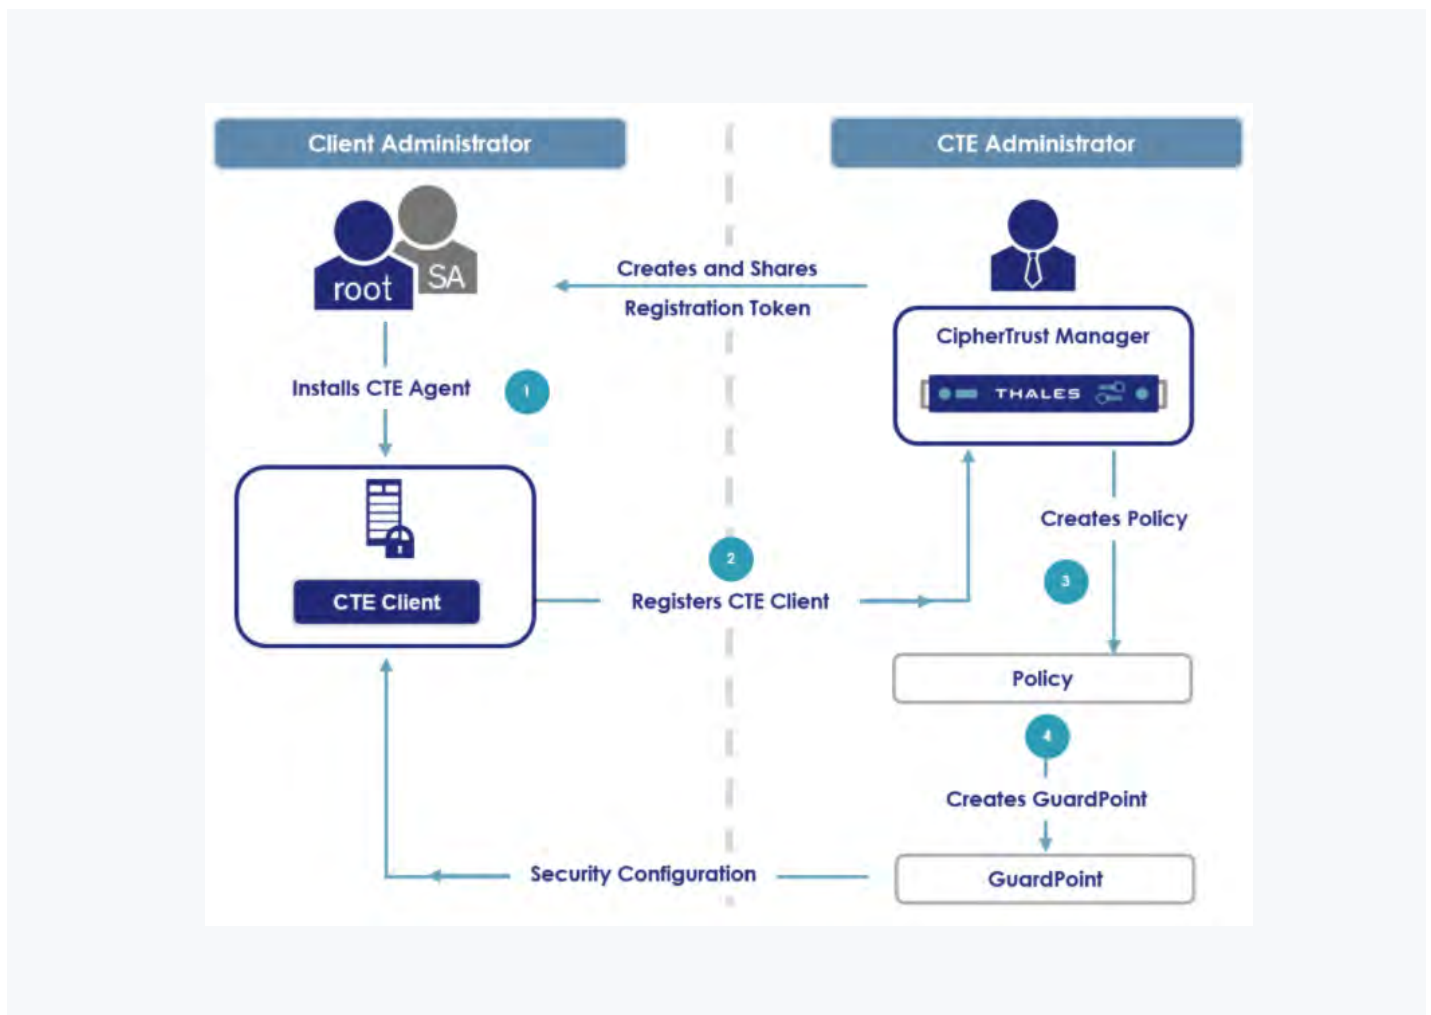 Client Administrator
CTE Administrator
root
SA
Creates and Shares
Registration Token
CipherTrust Manager
THALES
Installs CTE Agent
1
CTE Client
2
Registers CTE Client
Creates Policy
3
Policy
4
Creates GuardPoint
Security Configuration
GuardPoint